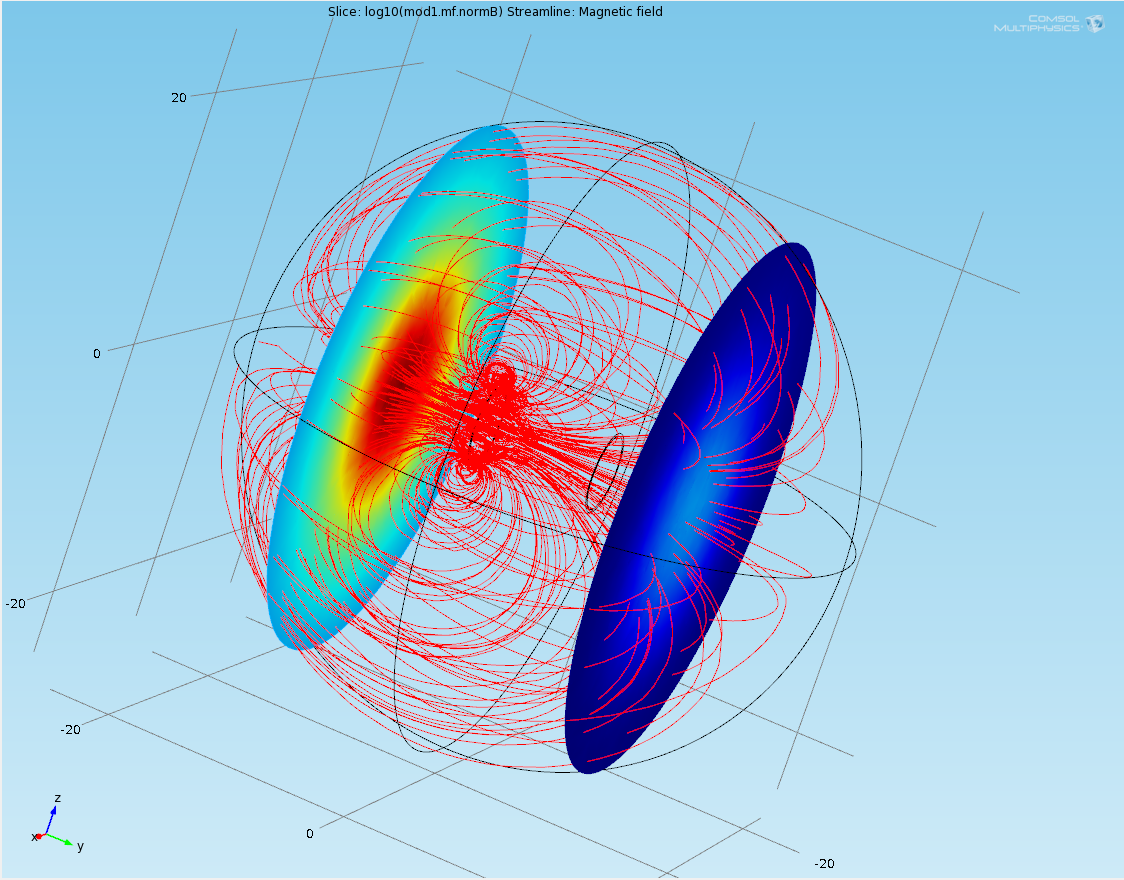 Slice: log10(mod1.mf.normB) Streamline: Magnetic field
COMSOL
MULTIPHYSICS
20
0
-20
-20
0
-20
z
x
y